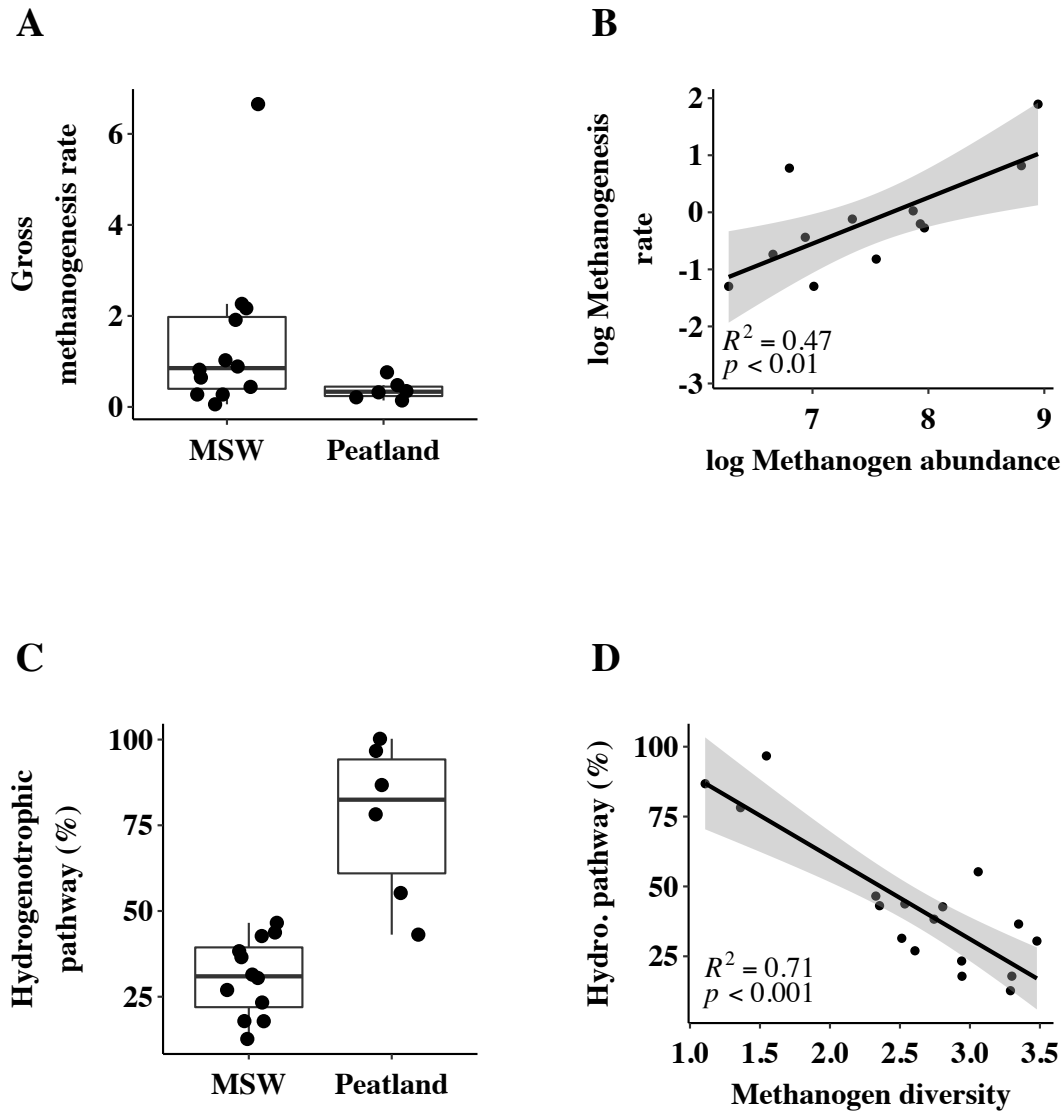 A
Gross
methanogenesis rate
6
4
2
0
MSW
Peatland
B
log Methanogenesis
rate
2
1
0
-1
-2
-3
R² = 0.47
p < 0.01
7
8
9
log Methanogen abundance
C
Hydrogenotrophic
pathway (%)
100
75
50
25
MSW
Peatland
D
Hydro. pathway (%)
100
75
50
25
R² = 0.71
p < 0.001
1.0
1.5
2.0
2.5
3.0
3.5
Methanogen diversity